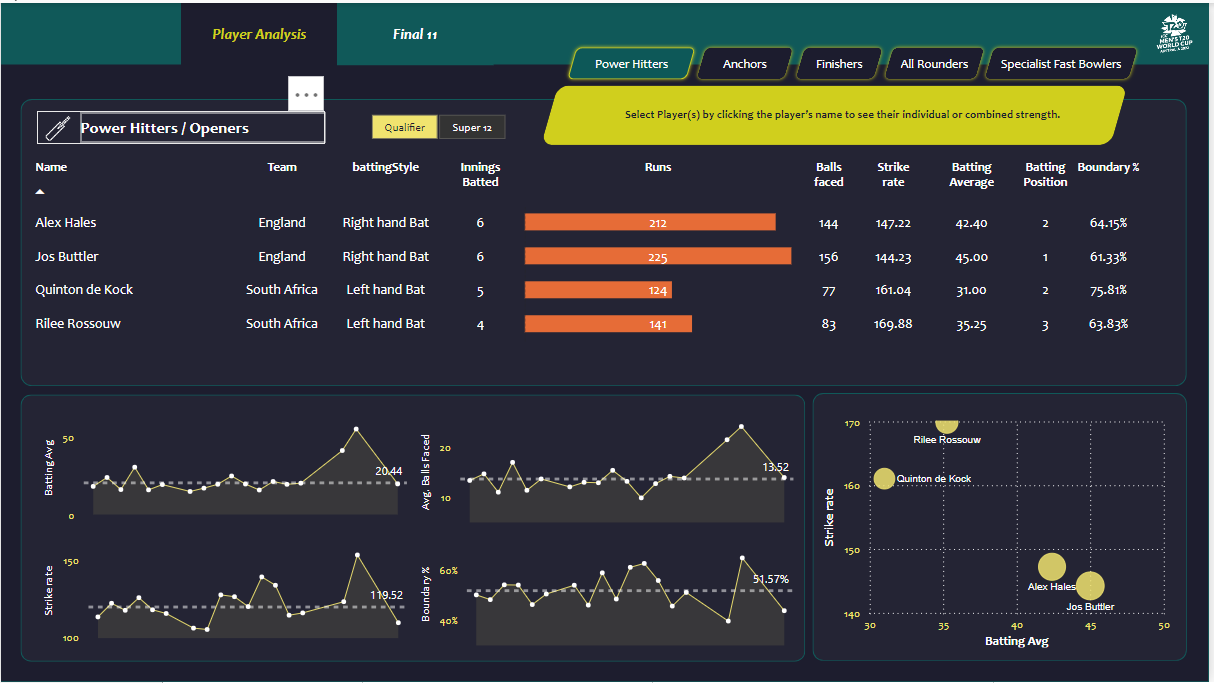 Player Analysis
Final 11
T20
MEN'S T20
WORLD CUP
Power Hitters
Anchors
Finishers
All Rounders
Specialist Fast Bowlers
Power Hitters / Openers
Qualifier
Super 12
Select Player(s) by clicking the player's name to see their individual or combined strength.
Name Team battingStyle Innings Batted Runs Balls faced Strike rate Batting Average Batting Position Boundary %
Alex Hales England Right hand Bat 6 212 144 147.22 42.40 2 64.15%
Jos Buttler England Right hand Bat 6 225 156 144.23 45.00 1 61.33%
Quinton de Kock South Africa Left hand Bat 5 124 77 161.04 31.00 2 75.81%
Rilee Rossouw South Africa Left hand Bat 4 141 83 169.88 35.25 3 63.83%
Batting Avg
50
0
20.44
Avg. Balls Faced
20
10
13.52
Strikerate
150
100
119.52
Boundary %
60%
40%
51.57%
Strike rate
170
160
150
140
Rilee Rossouw
Quinton de Kock
Alex Hales
Jos Buttler
30 35 40 45 50
Batting Avg